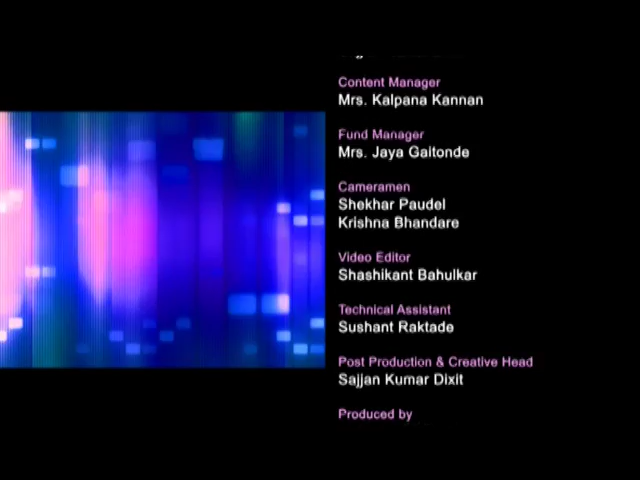 Content Manager
Mrs. Kalpana Kannan
Fund Manager
Mrs. Jaya Gaitonde
Cameramen
Shekhar Paudel
Krishna Bhandare
Video Editor
Shashikant Bahulkar
Technical Assistant
Sushant Raktade
Post Production & Creative Head
Sajjan Kumar Dixit
Produced by